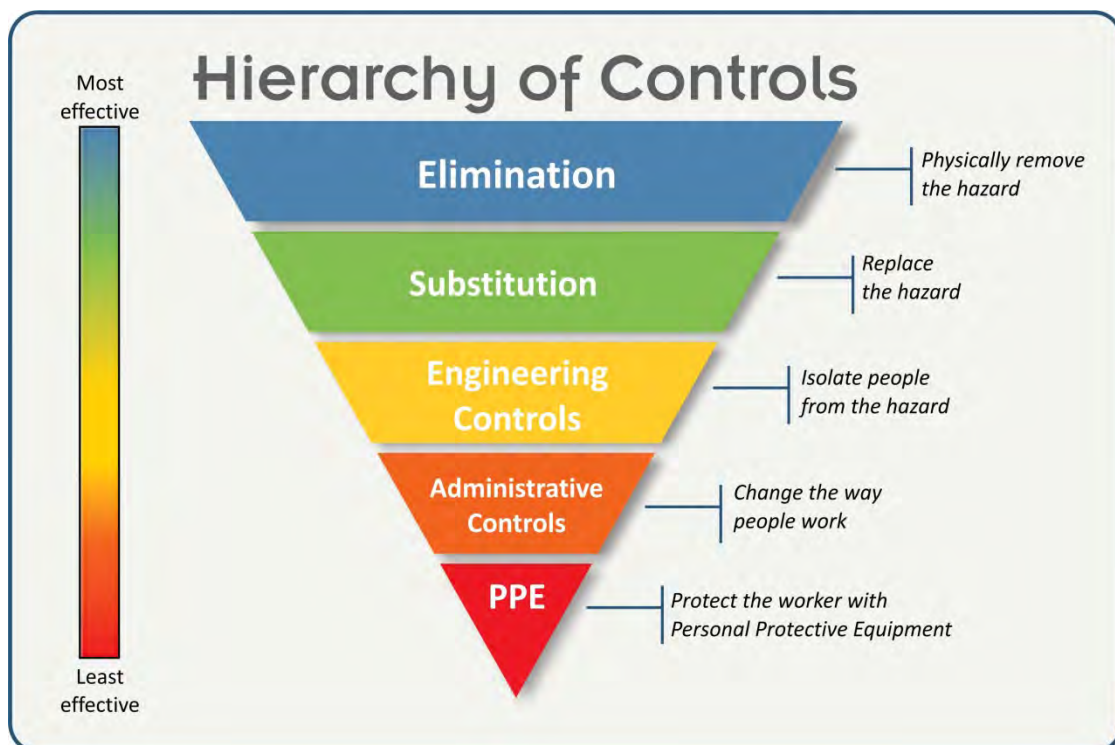 Hierarchy of Controls
Most
effective
Elimination
Physically remove
the hazard
Substitution
Replace
the hazard
Engineering
Controls
Isolate people
from the hazard
Administrative
Controls
Change the way
people work
PPE
Protect the worker with
Personal Protective Equipment
Least
effective